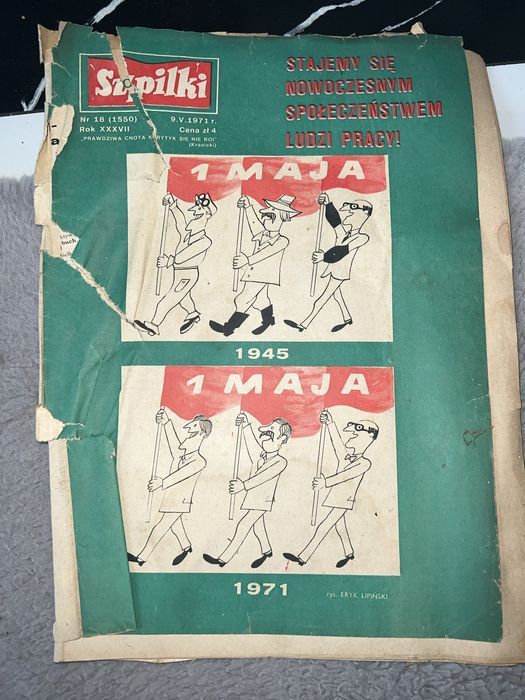 Szpilki
Nr 18 (1550) 9.V.1971 r.
Rok XXXVII Cena zł 4
„PRAWDZIWA CNOTA KRYTYK SIĘ NIE BOI"
(Krasicki)
STAJEMY SIĘ
NOWOCZESNYM
SPOŁECZEŃSTWEM
LUDZI PRACY!
a
buch
1 MAJA
1945
1 MAJA
1971
rys. ERYK LIPIŃSKI